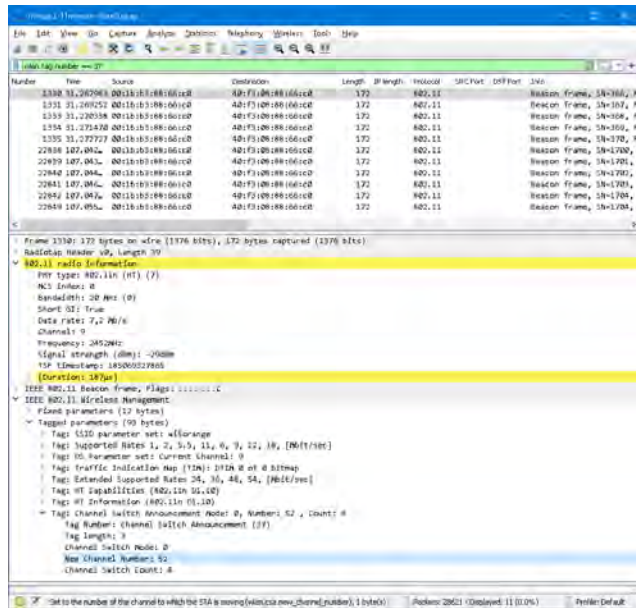 File Edit View Go Capture Analyze Statistics Telephony Wireless Tools Help
wlan.tag.number == 37
Number Time Source Destination Length IP length Protocol SRC Port DST Port Info
1330 31.267963 00:16:b3:88:66:c0 40:f3:08:88:66:c0 172 802.11 Beacon frame, SN=366,
1331 31.269252 00:16:b3:88:66:c0 40:f3:08:88:66:c0 172 802.11 Beacon frame, SN=367,
1333 31.270338 00:16:b3:88:66:c0 40:f3:08:88:66:c0 172 802.11 Beacon frame, SN=368,
1334 31.271470 00:16:b3:88:66:c0 40:f3:08:88:66:c0 172 802.11 Beacon frame, SN=369,
1335 31.272727 00:16:b3:88:66:c0 40:f3:08:88:66:c0 172 802.11 Beacon frame, SN=370,
22838 107.042… 00:16:b3:88:66:c0 40:f3:08:88:66:c0 172 802.11 Beacon frame, SN=1700,
22839 107.043… 00:16:b3:88:66:c0 40:f3:08:88:66:c0 172 802.11 Beacon frame, SN=1701,
22840 107.044… 00:16:b3:88:66:c0 40:f3:08:88:66:c0 172 802.11 Beacon frame, SN=1702,
22841 107.046… 00:16:b3:88:66:c0 40:f3:08:88:66:c0 172 802.11 Beacon frame, SN=1703,
22842 107.047… 00:16:b3:88:66:c0 40:f3:08:88:66:c0 172 802.11 Beacon frame, SN=1704,
22849 107.055… 00:16:b3:88:66:c0 40:f3:08:88:66:c0 172 802.11 Beacon frame, SN=1704,
Frame 1330: 172 bytes on wire (1376 bits), 172 bytes captured (1376 bits)
Radiotap Header v0, Length 39
802.11 radio information
PHY type: 802.11n (HT) (7)
MCS index: 0
Bandwidth: 20 MHz (0)
Short GI: True
Data rate: 7,2 Mb/s
Channel: 9
Frequency: 2452MHz
Signal strength (dBm): -29dBm
TSF timestamp: 185069327865
[Duration: 187µs]
IEEE 802.11 Beacon frame, Flags: ........C
IEEE 802.11 Wireless Management
Fixed parameters (12 bytes)
Tagged parameters (93 bytes)
Tag: SSID parameter set: wlorange
Tag: Supported Rates 1, 2, 5.5, 11, 6, 9, 12, 18, [Mbit/sec]
Tag: DS Parameter set: Current Channel: 9
Tag: Traffic Indication Map (TIM): DTIM 0 of 0 bitmap
Tag: Extended Supported Rates 24, 36, 48, 54, [Mbit/sec]
Tag: HT Capabilities (802.11n D1.10)
Tag: HT Information (802.11n D1.10)
Tag: Channel Switch Announcement Mode: 0, Number: 52 , Count: 0
Tag Number: Channel Switch Announcement (37)
Tag length: 3
Channel Switch Mode: 0
New Channel Number: 52
Channel Switch Count: 0
Set to the number of the channel to which the STA is moving (wlan.csa.new_channel_number), 1 byte(s) Packets: 28621 · Displayed: 11 (0.0%) Profile: Default